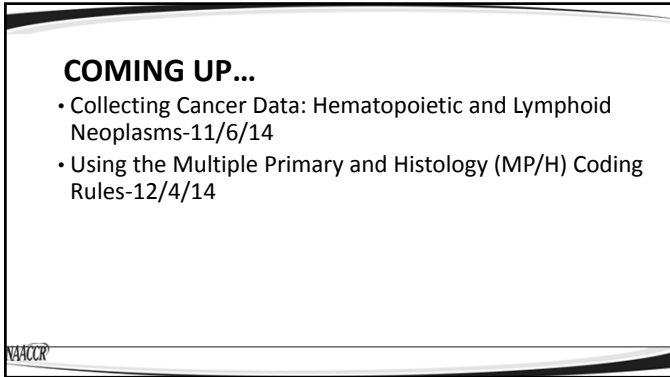 COMING UP…
• Collecting Cancer Data: Hematopoietic and Lymphoid
Neoplasms-11/6/14
• Using the Multiple Primary and Histology (MP/H) Coding
Rules-12/4/14
NAACCR